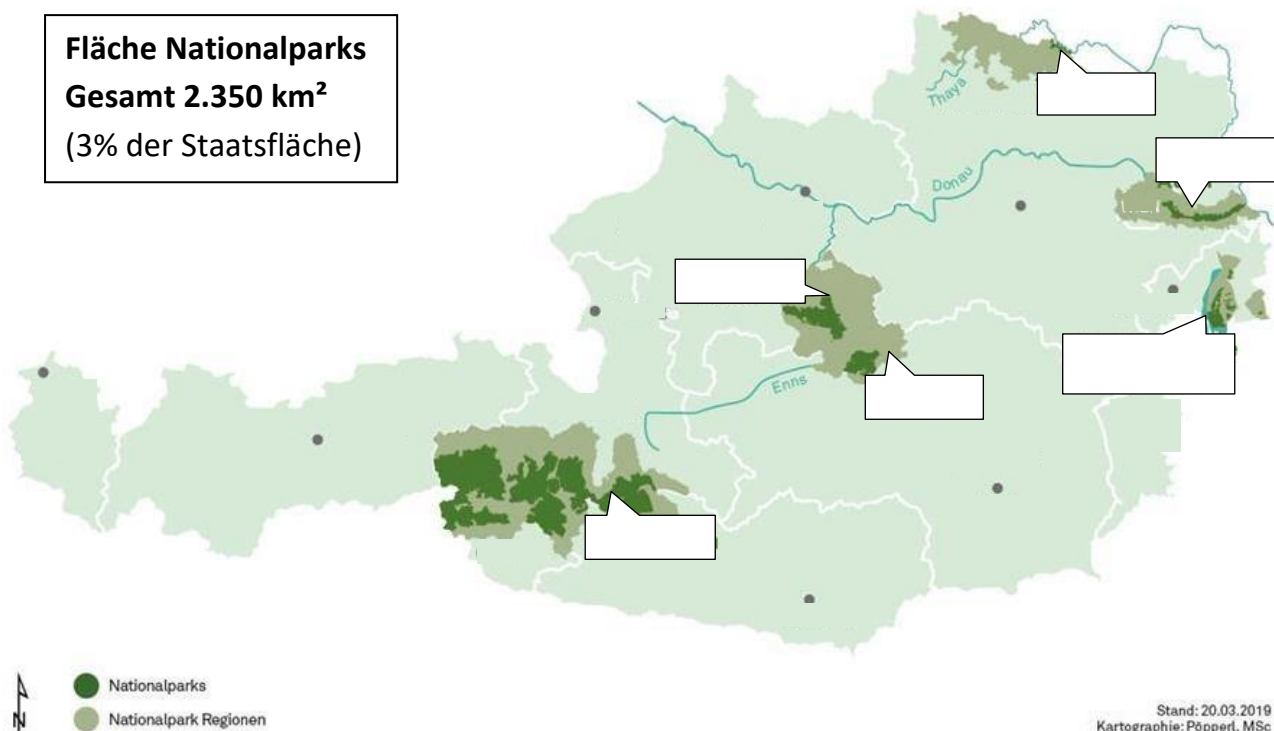 Fläche Nationalparks
Gesamt 2.350 km²
(3% der Staatsfläche)
Thaya
Donau
Enns
N
Nationalparks
Nationalpark Regionen
Stand: 20.03.2019
Kartographie: Pöpperl, MSc